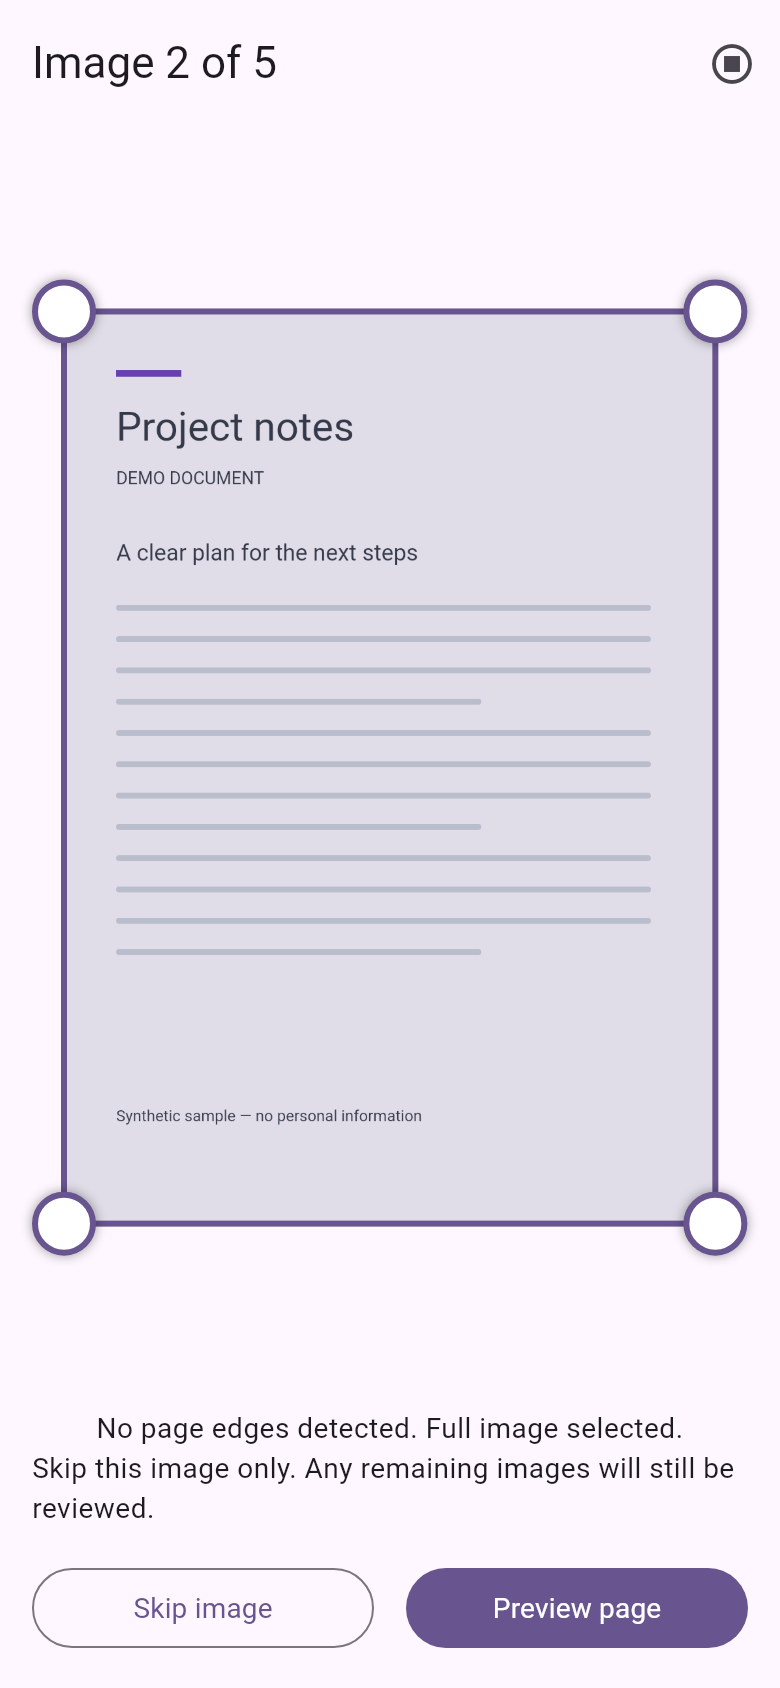 Image 2 of 5
Project notes
DEMO DOCUMENT
A clear plan for the next steps
Synthetic sample — no personal information
No page edges detected. Full image selected.
Skip this image only. Any remaining images will still be
reviewed.
Skip image
Preview page